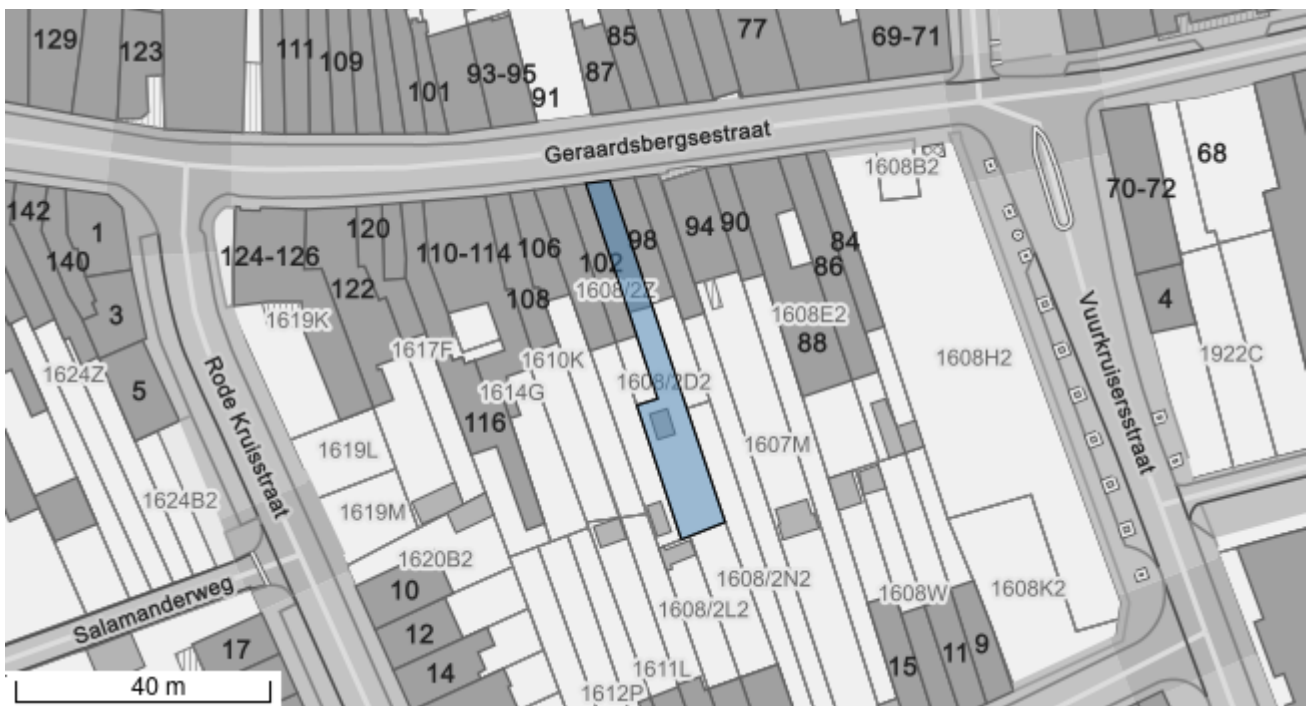 129
123
111
109
101
93-95
91
85
87
77
69-71
Geraardsbergsestraat
1608B2
68
70-72
142
140
1
3
5
124-126
120
122
110-114
106
108
102
98
94
90
84
86
88
4
1608/2Z
1619K
1608E2
1617F
1610K
1624Z
1608H2
1922C
1608/2D2
1614G
116
Rode Kruisstraat
Vuurkruisersstraat
1619L
1607M
1624B2
1619M
1620B2
1608/2N2
1608W
1608K2
10
1608/2L2
Salamanderweg
12
17
14
15
11
9
1611L
1612P
40 m